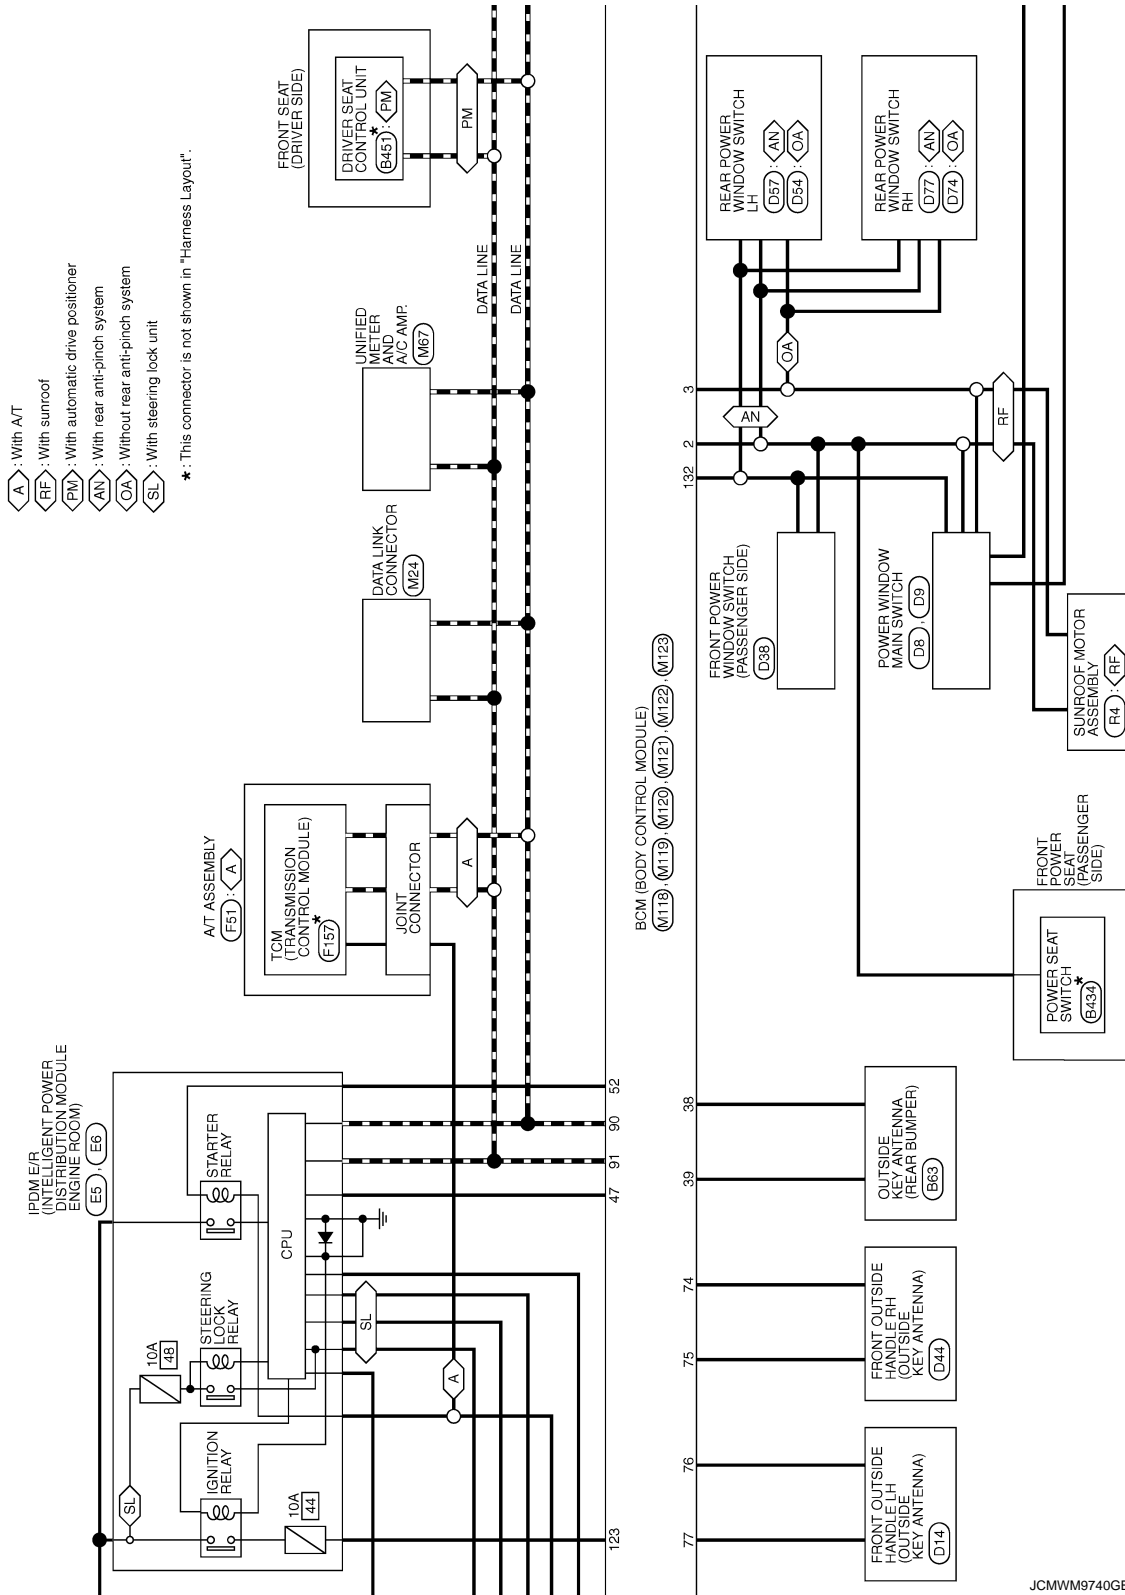 A : With A/T
RF : With sunroof
PM : With automatic drive positioner
AN : With rear anti-pinch system
OA : Without rear anti-pinch system
SL : With steering lock unit
* : This connector is not shown in "Harness Layout".
IPDM E/R
(INTELLIGENT POWER
DISTRIBUTION MODULE
ENGINE ROOM)
E5 , E6
SL
IGNITION
RELAY
10A
44
10A
48
STEERING
LOCK
RELAY
STARTER
RELAY
CPU
SL
A
A/T ASSEMBLY
F51 : A
TCM
(TRANSMISSION
CONTROL MODULE)
*
F157
JOINT
CONNECTOR
A
DATA LINK
CONNECTOR
M24
UNIFIED
METER
AND
A/C AMP.
M67
DATA LINE
DATA LINE
FRONT SEAT
(DRIVER SIDE)
DRIVER SEAT
CONTROL UNIT
*
B451 : PM
PM
123
47
91
90
52
BCM (BODY CONTROL MODULE)
M118 , M119 , M120 , M121 , M122 , M123
77
76
75
74
39
38
132
2
3
FRONT OUTSIDE
HANDLE LH
(OUTSIDE
KEY ANTENNA)
D14
FRONT OUTSIDE
HANDLE RH
(OUTSIDE
KEY ANTENNA)
D44
OUTSIDE
KEY ANTENNA
(REAR BUMPER)
B63
FRONT
POWER
SEAT
(PASSENGER
SIDE)
POWER SEAT
SWITCH
*
B434
FRONT POWER
WINDOW SWITCH
(PASSENGER SIDE)
D38
POWER WINDOW
MAIN SWITCH
D8 , D9
SUNROOF MOTOR
ASSEMBLY
R4 : RF
AN
OA
RF
REAR POWER
WINDOW SWITCH
LH
D57 : AN
D54 : OA
REAR POWER
WINDOW SWITCH
RH
D77 : AN
D74 : OA
JCMWM9740GE